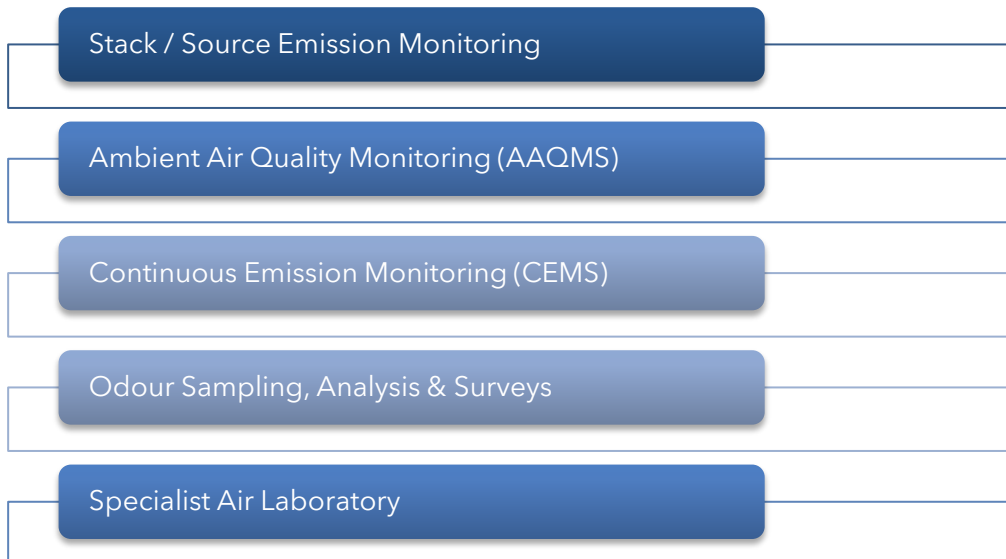 Stack / Source Emission Monitoring
Ambient Air Quality Monitoring (AAQMS)
Continuous Emission Monitoring (CEMS)
Odour Sampling, Analysis & Surveys
Specialist Air Laboratory